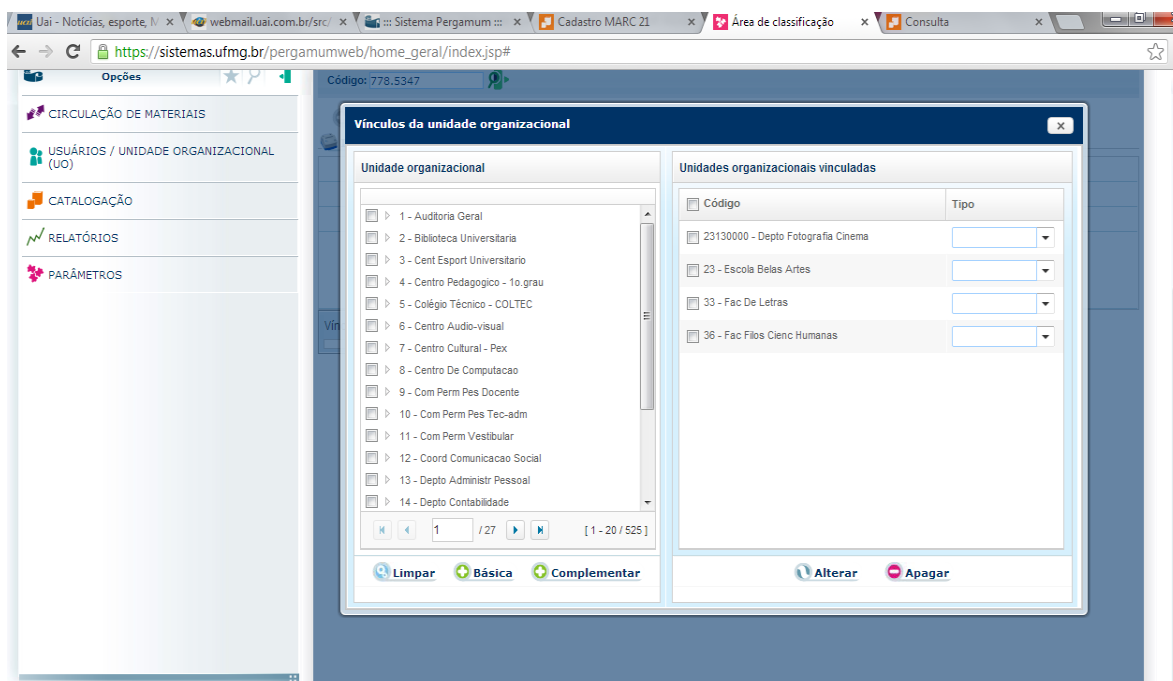 Uai - Notícias, esporte, M
webmail.uai.com.br/src/
::: Sistema Pergamum :::
Cadastro MARC 21
Área de classificação
Consulta
https://sistemas.ufmg.br/pergamumweb/home_geral/index.jsp#
Opções
CIRCULAÇÃO DE MATERIAIS
USUÁRIOS / UNIDADE ORGANIZACIONAL
(UO)
CATALOGAÇÃO
RELATÓRIOS
PARÂMETROS
Código: 778.5347
Vín
Vínculos da unidade organizacional
Unidade organizacional
1 - Auditoria Geral
2 - Biblioteca Universitaria
3 - Cent Esport Universitario
4 - Centro Pedagogico - 1o.grau
5 - Colégio Técnico - COLTEC
6 - Centro Audio-visual
7 - Centro Cultural - Pex
8 - Centro De Computacao
9 - Com Perm Pes Docente
10 - Com Perm Pes Tec-adm
11 - Com Perm Vestibular
12 - Coord Comunicacao Social
13 - Depto Administr Pessoal
14 - Depto Contabilidade
1 / 27 [ 1 - 20 / 525 ]
Limpar Básica Complementar
Unidades organizacionais vinculadas
Código Tipo
23130000 - Depto Fotografia Cinema
23 - Escola Belas Artes
33 - Fac De Letras
36 - Fac Filos Cienc Humanas
Alterar Apagar